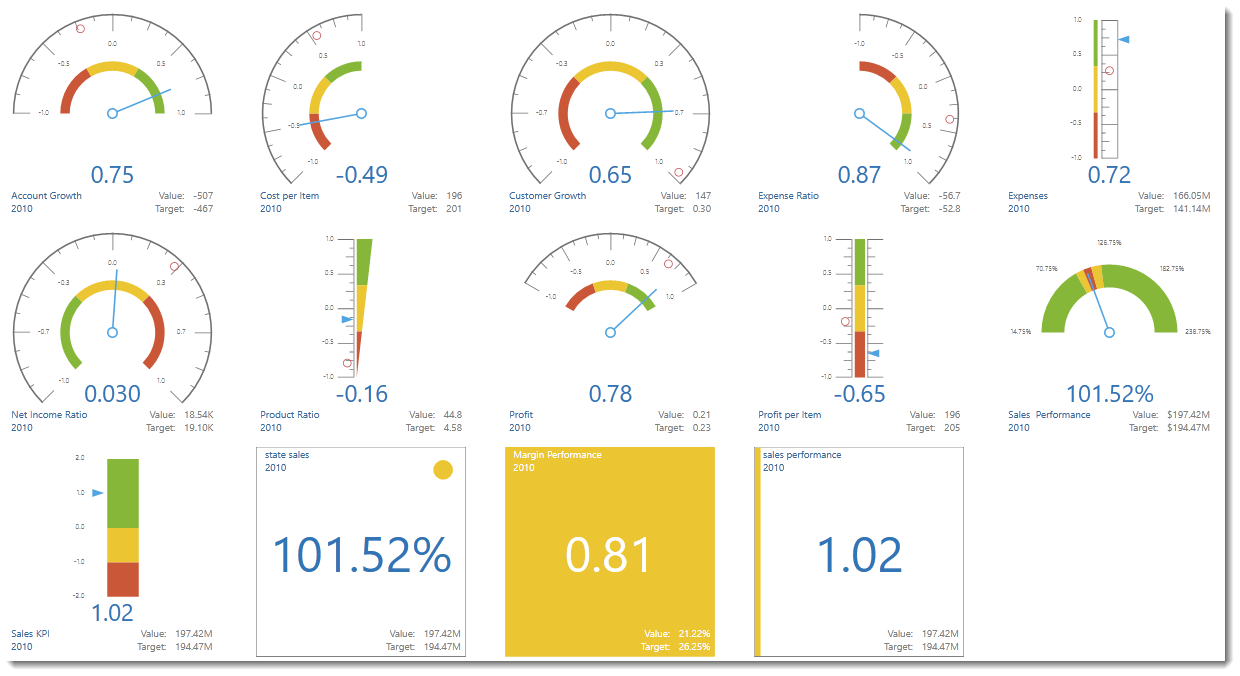 0.0
-0.5
0.5
-1.0
1.0
0.75
Account Growth Value: -507
2010 Target: -467
1.0
0.5
0.0
-0.5
-1.0
-0.49
Cost per Item Value: 196
2010 Target: 201
0.0
-0.3
0.3
-0.7
0.7
-1.0
1.0
0.65
Customer Growth Value: 147
2010 Target: 0.30
-1.0
-0.5
0.0
0.5
1.0
0.87
Expense Ratio Value: -56.7
2010 Target: -52.8
1.0
0.5
0.0
-0.5
-1.0
0.72
Expenses Value: 166.05M
2010 Target: 141.14M
0.0
-0.3
0.3
-0.7
0.7
-1.0
1.0
0.030
Net Income Ratio Value: 18.54K
2010 Target: 19.10K
1.0
0.5
0.0
-0.5
-1.0
-0.16
Product Ratio Value: 44.8
2010 Target: 4.58
0.0
-0.5
0.5
-1.0
1.0
0.78
Profit Value: 0.21
2010 Target: 0.23
1.0
0.5
0.0
-0.5
-1.0
-0.65
Profit per Item Value: 196
2010 Target: 205
126.75%
70.75%
182.75%
14.75%
238.75%
101.52%
Sales Performance Value: $197.42M
2010 Target: $194.47M
2.0
1.0
0.0
-1.0
-2.0
1.02
Sales KPI Value: 197.42M
2010 Target: 194.47M
state sales
2010
101.52%
Value: 197.42M
Target: 194.47M
Margin Performance
2010
0.81
Value: 21.22%
Target: 26.25%
sales performance
2010
1.02
Value: 197.42M
Target: 194.47M